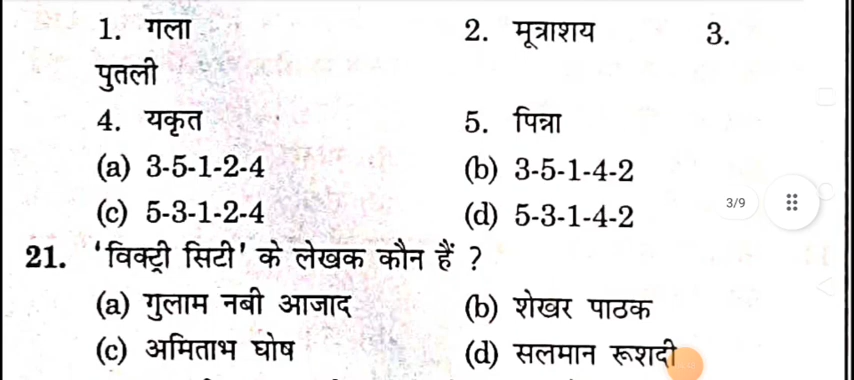 1. गला 2. मूत्राशय 3.
पुतली
4. यकृत 5. पिन्ना
(a) 3-5-1-2-4 (b) 3-5-1-4-2
(c) 5-3-1-2-4 (d) 5-3-1-4-2
3/9
21. 'विक्ट्री सिटी' के लेखक कौन हैं ?
(a) गुलाम नबी आजाद (b) शेखर पाठक
(c) अमिताभ घोष (d) सलमान रूशदी